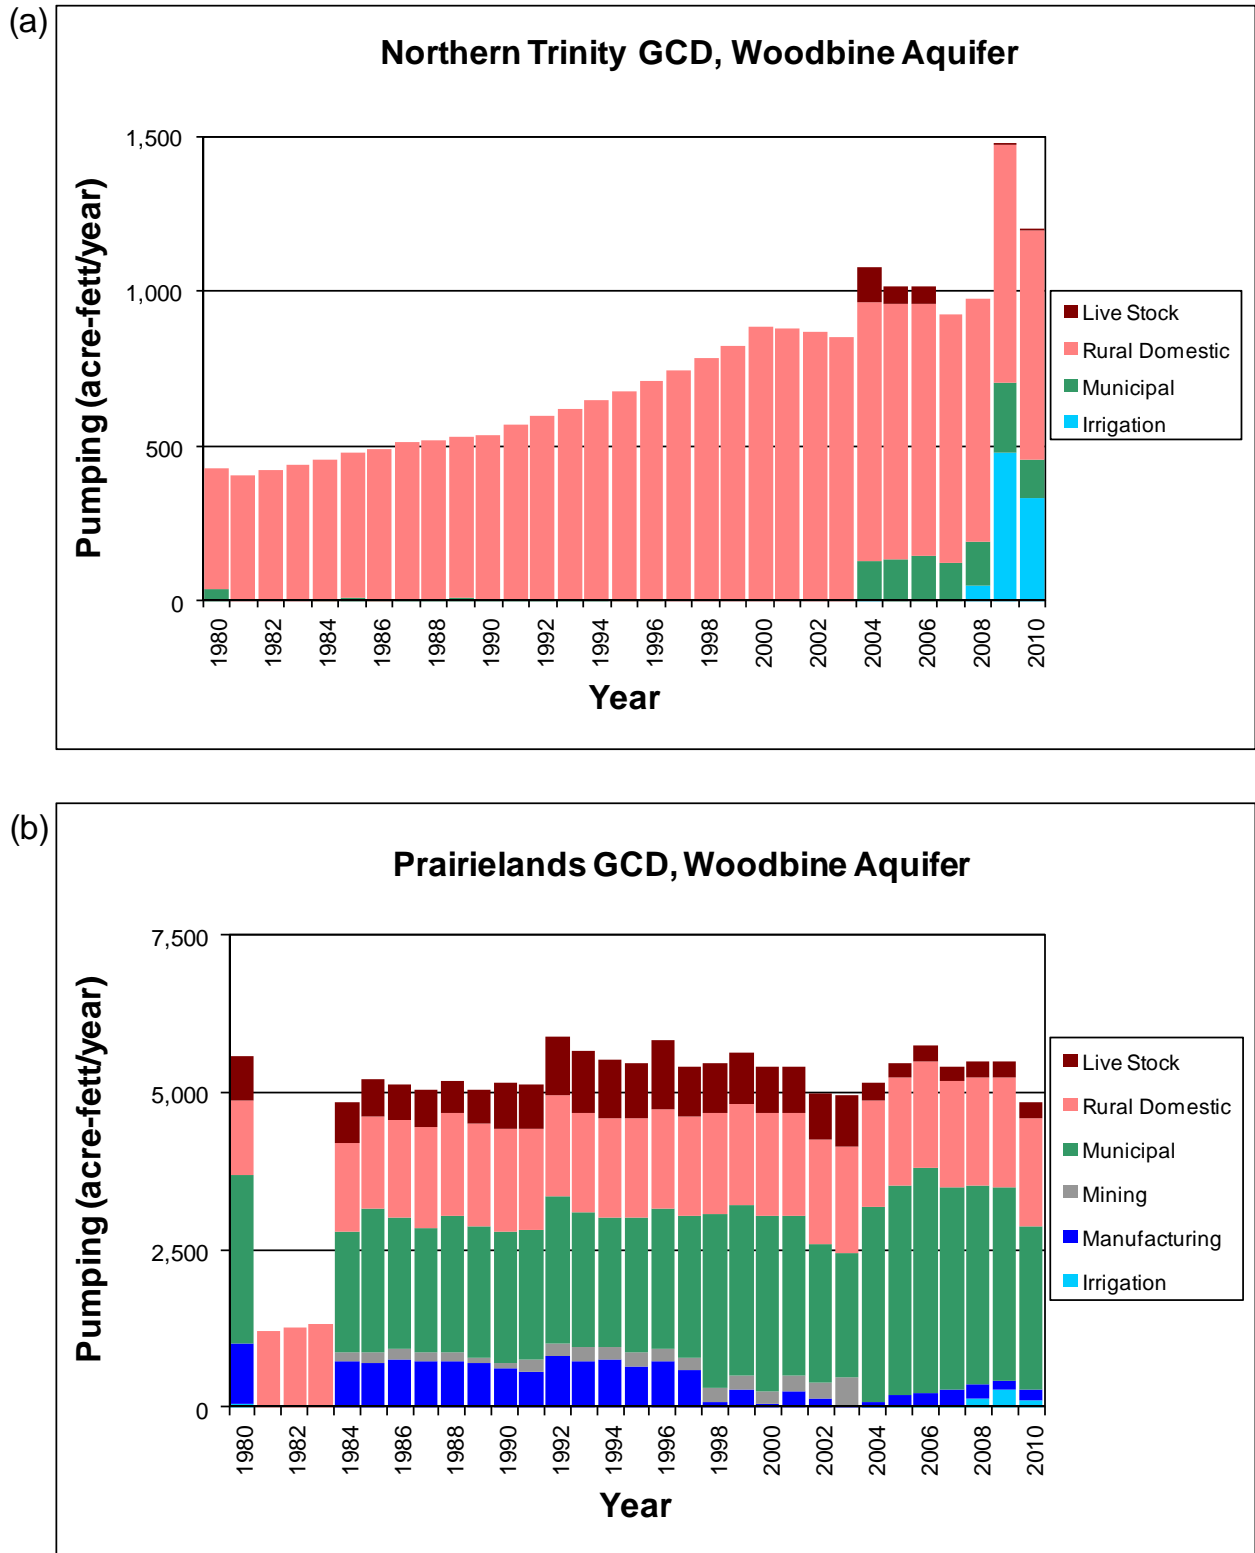 (a)
Northern Trinity GCD, Woodbine Aquifer
Pumping (acre-fett/year)
1,500
1,000
500
0
1980
1982
1984
1986
1988
1990
1992
1994
1996
1998
2000
2002
2004
2006
2008
2010
Year
Live Stock
Rural Domestic
Municipal
Irrigation
(b)
Prairielands GCD, Woodbine Aquifer
Pumping (acre-fett/year)
7,500
5,000
2,500
0
1980
1982
1984
1986
1988
1990
1992
1994
1996
1998
2000
2002
2004
2006
2008
2010
Year
Live Stock
Rural Domestic
Municipal
Mining
Manufacturing
Irrigation